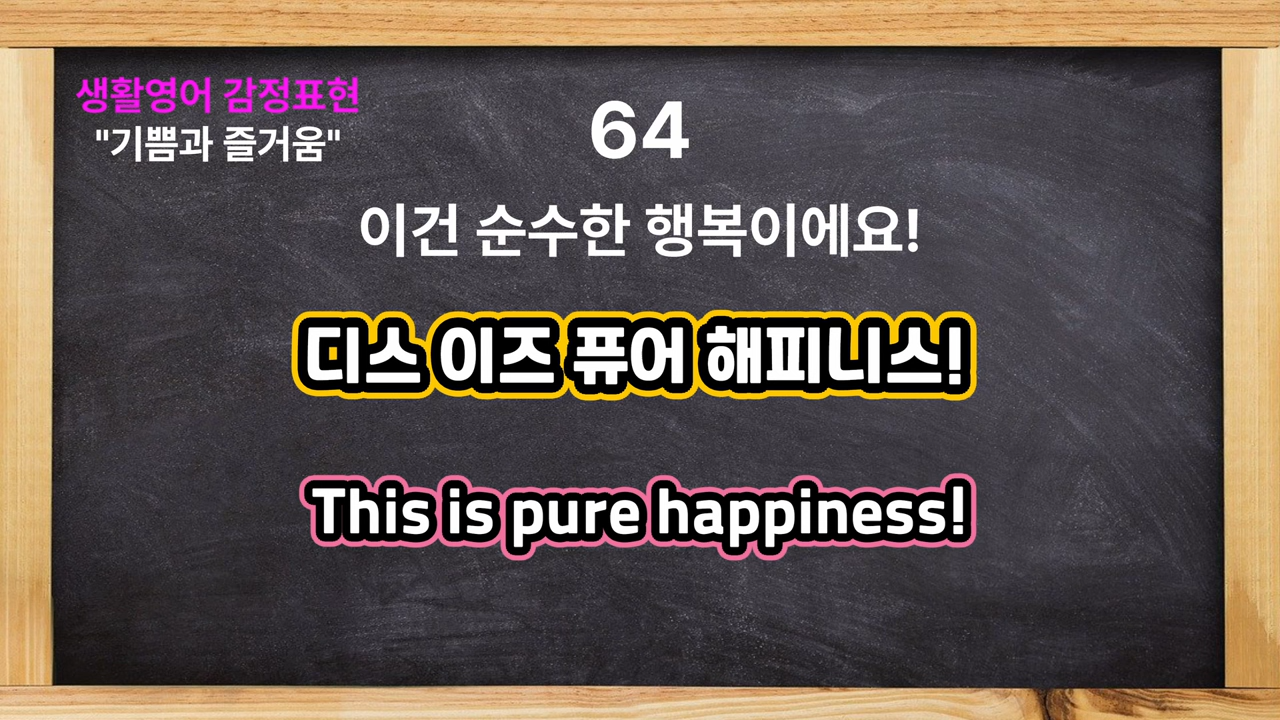 생활영어 감정표현
"기쁨과 즐거움"
64
이건 순수한 행복이에요!
디스 이즈 퓨어 해피니스!
This is pure happiness!